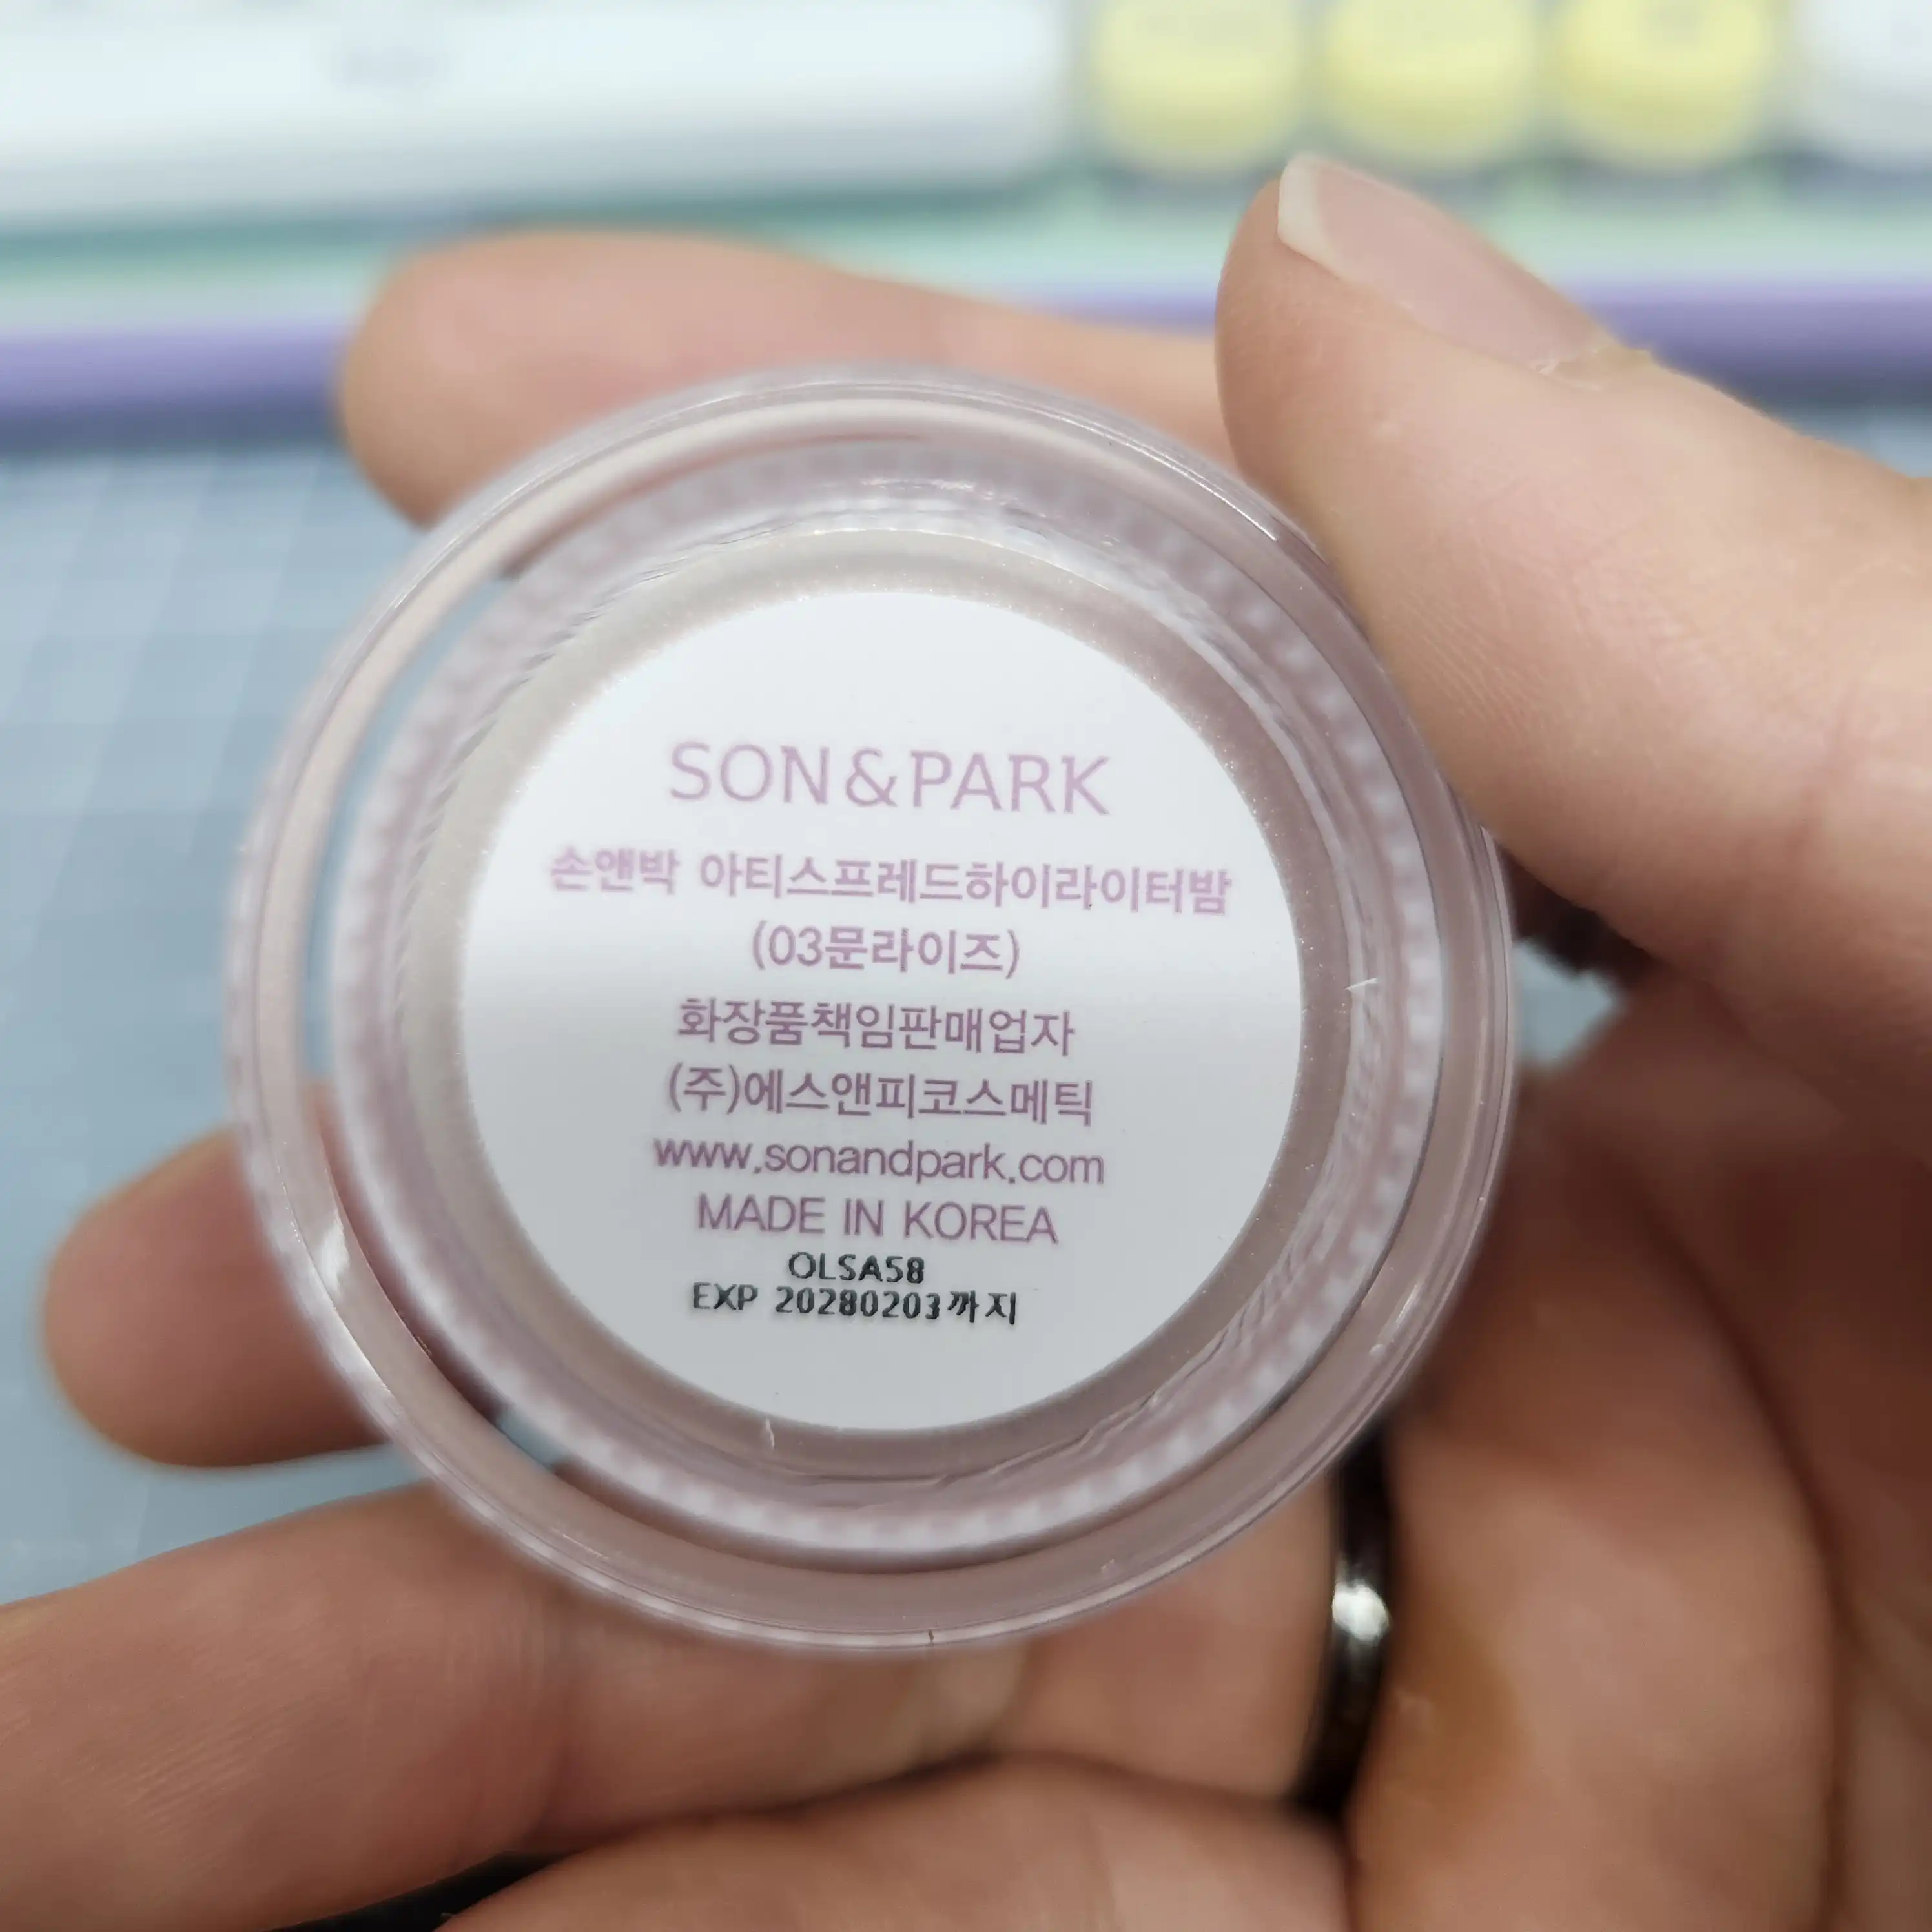 SON&PARK
손앤박 아티스프레드하이라이터밤
(03문라이즈)
화장품책임판매업자
(주)에스앤피코스메틱
www.sonandpark.com
MADE IN KOREA
OLSA58
EXP 20280203까지